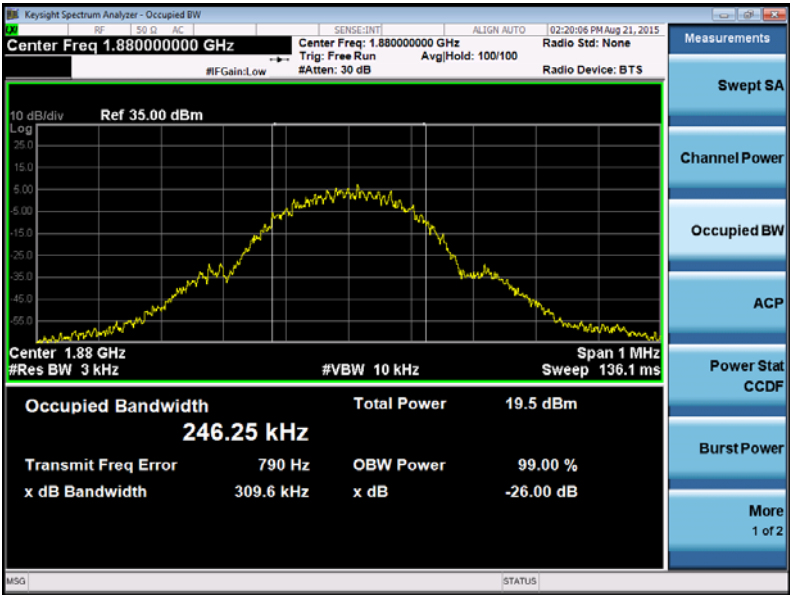 Keysight Spectrum Analyzer - Occupied BW
LXI RF 50 Ω AC SENSE:INT ALIGN AUTO 02:20:06 PM Aug 21, 2015
Center Freq 1.880000000 GHz
Center Freq: 1.880000000 GHz Radio Std: None
Trig: Free Run Avg|Hold: 100/100
#IFGain:Low #Atten: 30 dB Radio Device: BTS
10 dB/div Ref 35.00 dBm
Log
25.0
15.0
5.00
-5.00
-15.0
-25.0
-35.0
-45.0
-55.0
Center 1.88 GHz Span 1 MHz
#Res BW 3 kHz #VBW 10 kHz Sweep 136.1 ms
Occupied Bandwidth Total Power 19.5 dBm
246.25 kHz
Transmit Freq Error 790 Hz OBW Power 99.00 %
x dB Bandwidth 309.6 kHz x dB -26.00 dB
MSG STATUS
Measurements
Swept SA
Channel Power
Occupied BW
ACP
Power Stat
CCDF
Burst Power
More
1 of 2